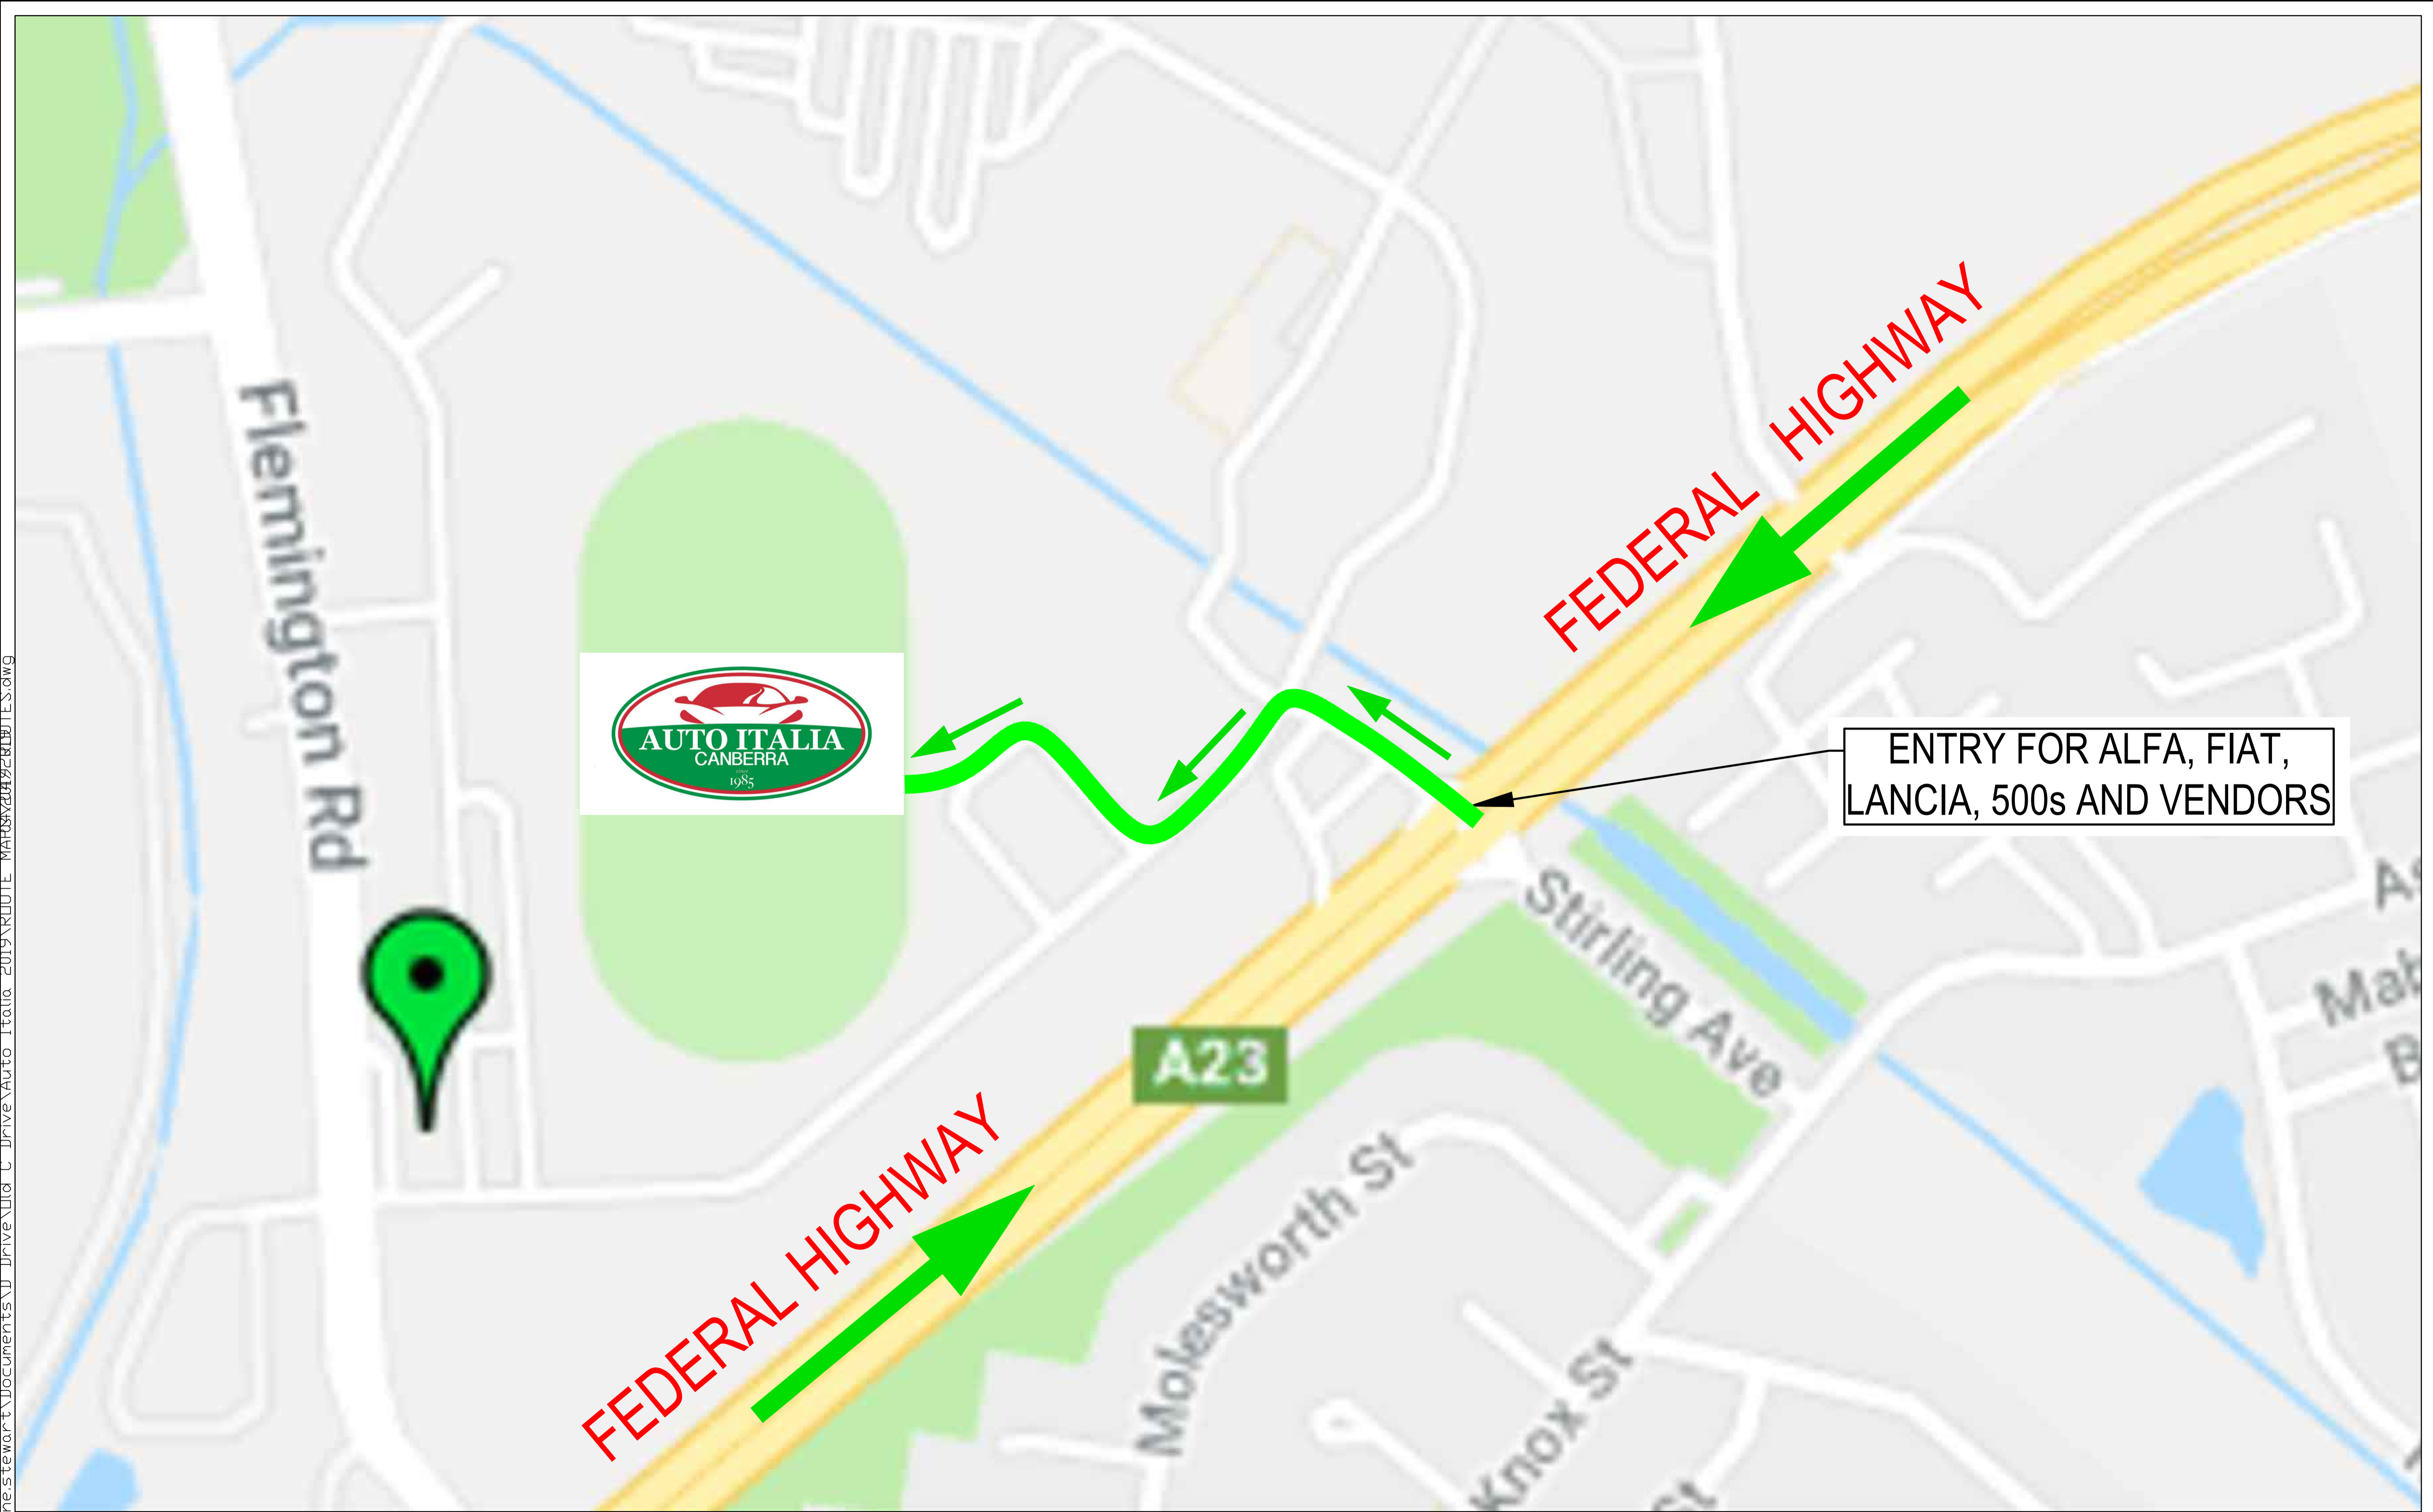 Flemington Rd
FEDERAL HIGHWAY
AUTO ITALIA
CANBERRA
1985
ENTRY FOR ALFA, FIAT,
LANCIA, 500s AND VENDORS
Stirling Ave
A23
FEDERAL HIGHWAY
Molesworth St
Knox St
St